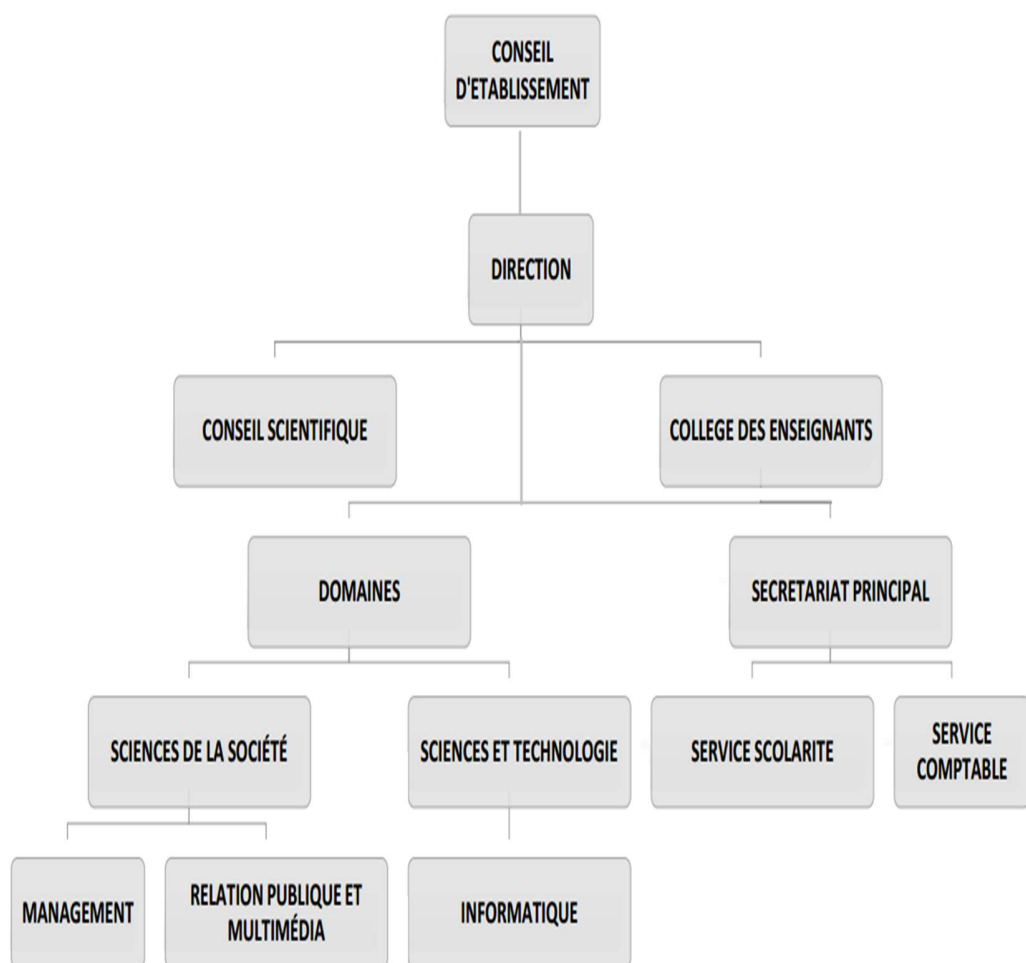 CONSEIL
D'ETABLISSEMENT
DIRECTION
CONSEIL SCIENTIFIQUE
COLLEGE DES ENSEIGNANTS
DOMAINES
SECRETARIAT PRINCIPAL
SCIENCES DE LA SOCIÉTÉ
SCIENCES ET TECHNOLOGIE
SERVICE SCOLARITE
SERVICE
COMPTABLE
MANAGEMENT
RELATION PUBLIQUE ET
MULTIMÉDIA
INFORMATIQUE